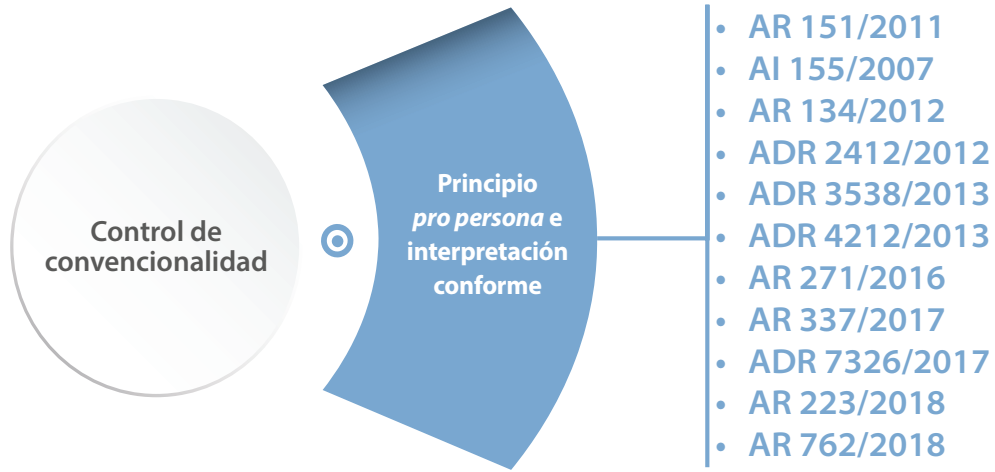 Control de
convencionalidad
Principio
pro persona e
interpretación
conforme
• AR 151/2011
• AI 155/2007
• AR 134/2012
• ADR 2412/2012
• ADR 3538/2013
• ADR 4212/2013
• AR 271/2016
• AR 337/2017
• ADR 7326/2017
• AR 223/2018
• AR 762/2018